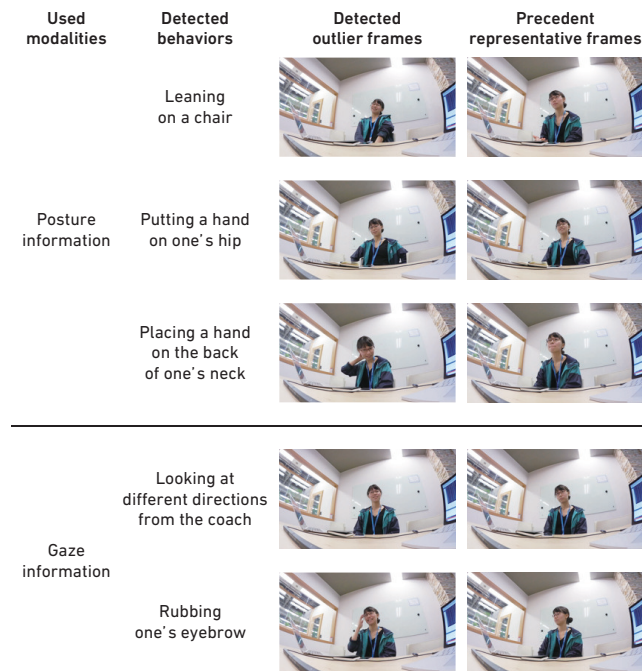 Used
modalities
Detected
behaviors
Detected
outlier frames
Precedent
representative frames
Leaning
on a chair
Posture
information
Putting a hand
on one's hip
Placing a hand
on the back
of one's neck
Gaze
information
Looking at
different directions
from the coach
Rubbing
one's eyebrow